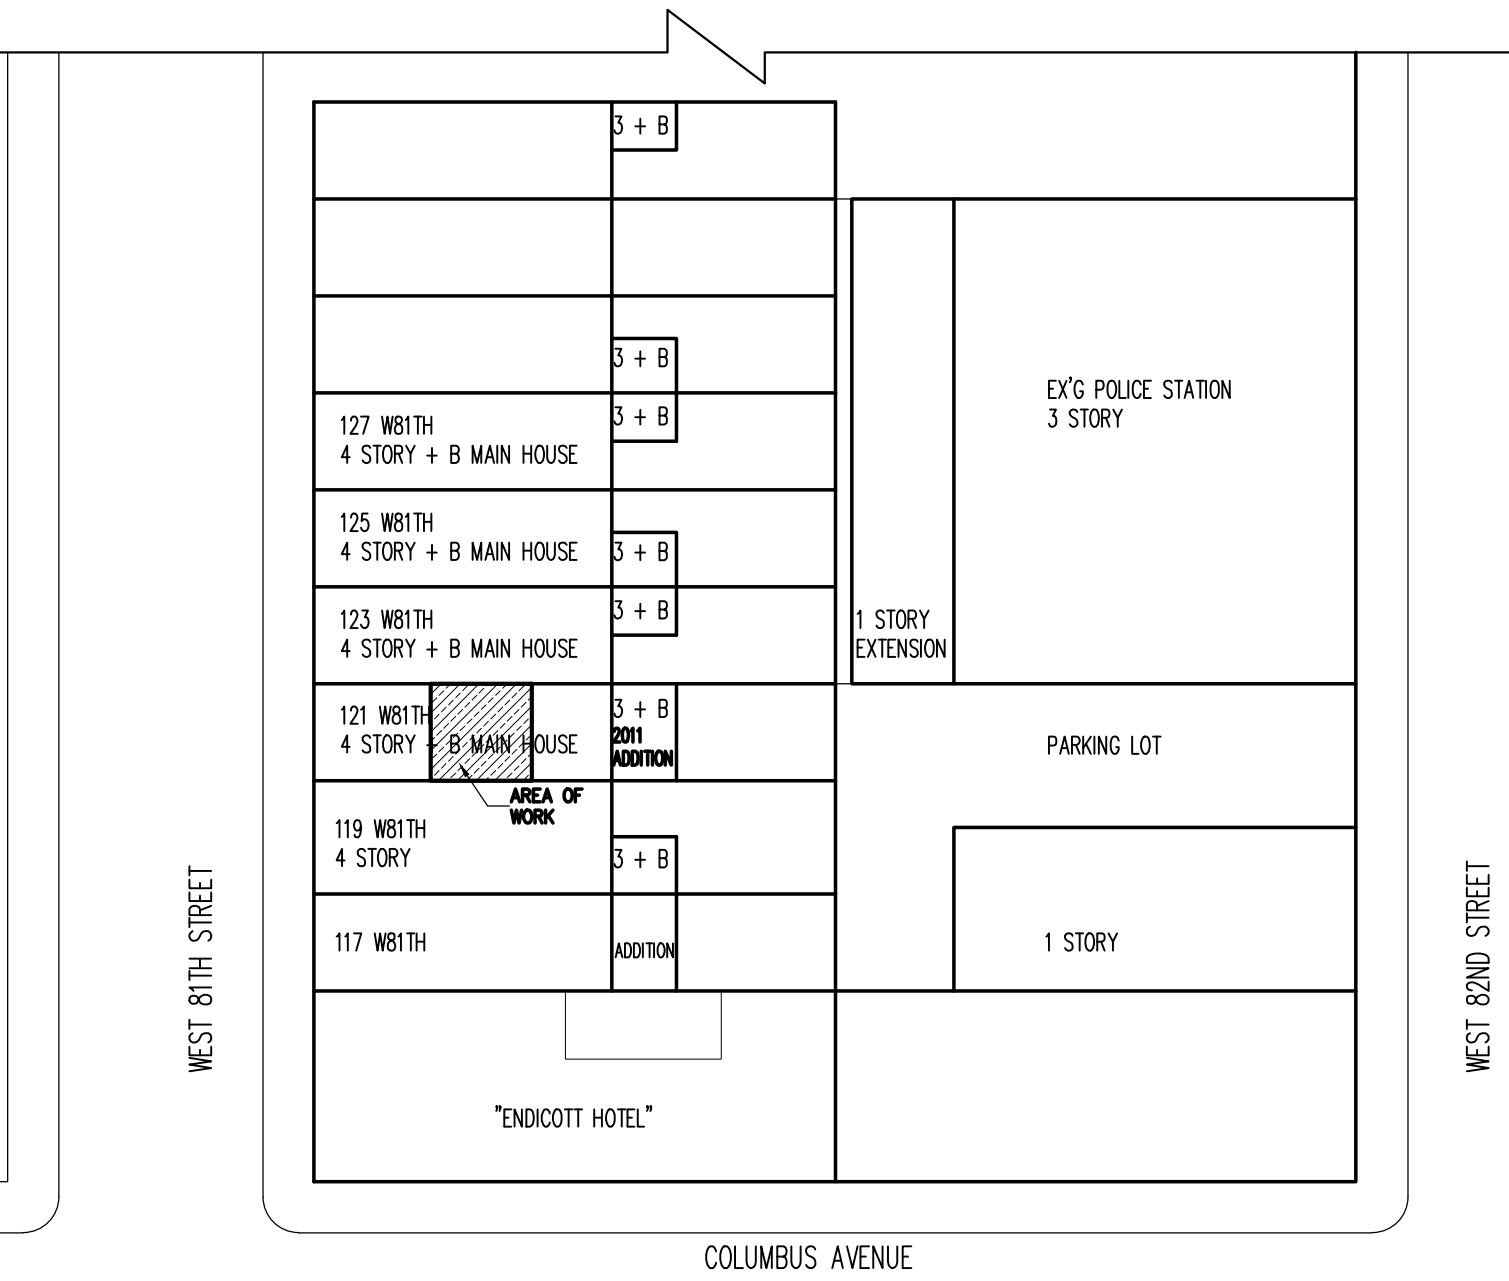 3 + B
3 + B
3 + B
127 W81TH
4 STORY + B MAIN HOUSE
EX'G POLICE STATION
3 STORY
125 W81TH
4 STORY + B MAIN HOUSE
3 + B
123 W81TH
4 STORY + B MAIN HOUSE
3 + B
1 STORY
EXTENSION
121 W81TH
4 STORY + B MAIN HOUSE
3 + B
2011
ADDITION
PARKING LOT
AREA OF
WORK
119 W81TH
4 STORY
3 + B
117 W81TH
ADDITION
1 STORY
WEST 81TH STREET
WEST 82ND STREET
"ENDICOTT HOTEL"
COLUMBUS AVENUE